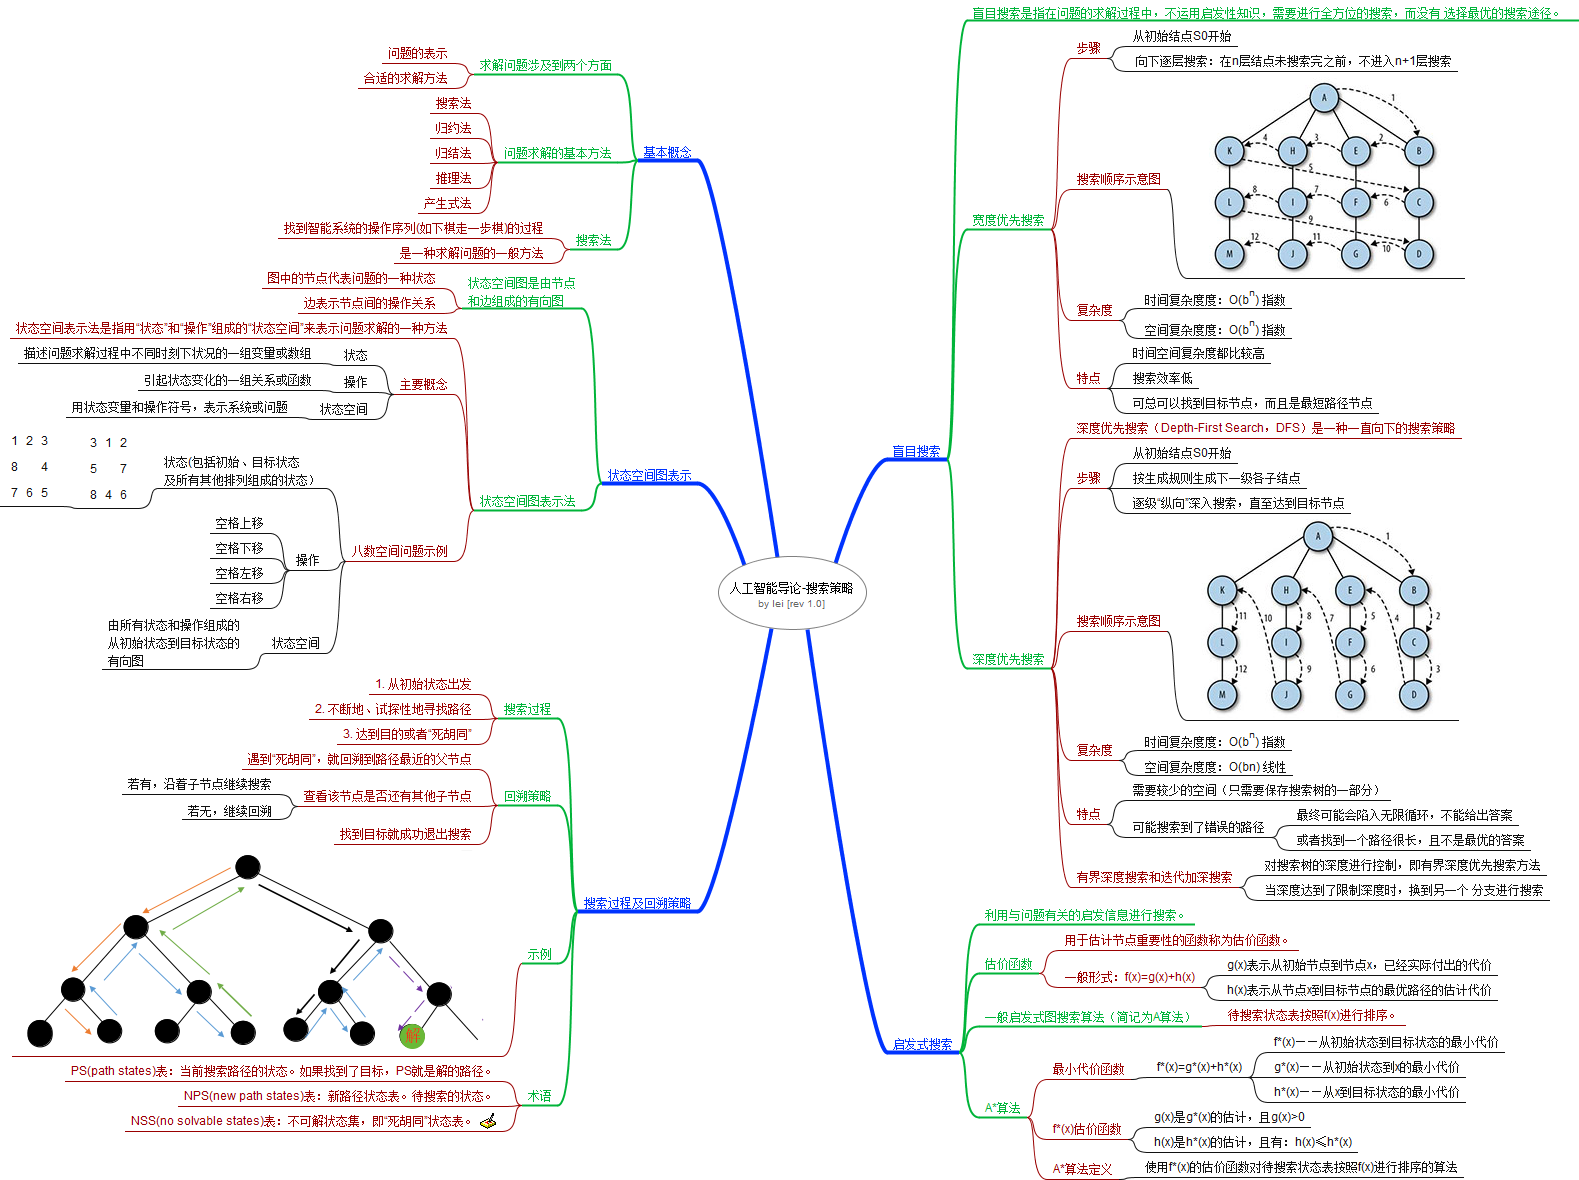 人工智能导论-搜索策略
by lei [rev 1.0]
基本概念
求解问题涉及到两个方面
问题的表示
合适的求解方法
问题求解的基本方法
搜索法
归约法
归结法
推理法
产生式法
搜索法
找到智能系统的操作序列(如下棋走一步棋)的过程
是一种求解问题的一般方法
状态空间图表示
状态空间图是由节点
和边组成的有向图
图中的节点代表问题的一种状态
边表示节点间的操作关系
状态空间图表示法
状态空间表示法是指用“状态”和“操作”组成的“状态空间”来表示问题求解的一种方法
主要概念
状态
描述问题求解过程中不同时刻下状况的一组变量或数组
操作
引起状态变化的一组关系或函数
状态空间
用状态变量和操作符号，表示系统或问题
八数空间问题示例
状态(包括初始、目标状态
及所有其他排列组成的状态）
1 2 3
8 4
7 6 5
3 1 2
5 7
8 4 6
操作
空格上移
空格下移
空格左移
空格右移
状态空间
由所有状态和操作组成的
从初始状态到目标状态的
有向图
搜索过程及回溯策略
搜索过程
1. 从初始状态出发
2. 不断地、试探性地寻找路径
3. 达到目的或者“死胡同”
回溯策略
遇到“死胡同”，就回溯到路径最近的父节点
查看该节点是否还有其他子节点
若有，沿着子节点继续搜索
若无，继续回溯
找到目标就成功退出搜索
示例
解
术语
PS(path states)表：当前搜索路径的状态。如果找到了目标，PS就是解的路径。
NPS(new path states)表：新路径状态表。待搜索的状态。
NSS(no solvable states)表：不可解状态集，即“死胡同”状态表。
盲目搜索
盲目搜索是指在问题的求解过程中，不运用启发性知识，需要进行全方位的搜索，而没有 选择最优的搜索途径。
宽度优先搜索
步骤
从初始结点S0开始
向下逐层搜索：在n层结点未搜索完之前，不进入n+1层搜索
搜索顺序示意图
A
1
K
4
H
3
E
2
B
5
L
8
I
7
F
6
C
9
M
12
J
11
G
10
D
复杂度
时间复杂度度：O(b^n) 指数
空间复杂度度：O(b^n) 指数
特点
时间空间复杂度都比较高
搜索效率低
可总可以找到目标节点，而且是最短路径节点
深度优先搜索
深度优先搜索（Depth-First Search，DFS）是一种一直向下的搜索策略
步骤
从初始结点S0开始
按生成规则生成下一级各子结点
逐级“纵向”深入搜索，直至达到目标节点
搜索顺序示意图
A
1
K
H
E
B
11
10
8
7
5
4
2
L
I
F
C
12
9
6
3
M
J
G
D
复杂度
时间复杂度度：O(b^n) 指数
空间复杂度度：O(bn) 线性
特点
需要较少的空间（只需要保存搜索树的一部分）
可能搜索到了错误的路径
最终可能会陷入无限循环，不能给出答案
或者找到一个路径很长，且不是最优的答案
有界深度搜索和迭代加深搜索
对搜索树的深度进行控制，即有界深度优先搜索方法
当深度达到了限制深度时，换到另一个 分支进行搜索
启发式搜索
利用与问题有关的启发信息进行搜索。
估价函数
用于估计节点重要性的函数称为估价函数。
一般形式：f(x)=g(x)+h(x)
g(x)表示从初始节点到节点x，已经实际付出的代价
h(x)表示从节点x到目标节点的最优路径的估计代价
一般启发式图搜索算法（简记为A算法）
待搜索状态表按照f(x)进行排序。
A*算法
最小代价函数
f*(x)=g*(x)+h*(x)
f*(x)——从初始状态到目标状态的最小代价
g*(x)——从初始状态到x的最小代价
h*(x)——从x到目标状态的最小代价
f*(x)估价函数
g(x)是g*(x)的估计，且g(x)>0
h(x)是h*(x)的估计，且有：h(x)≤h*(x)
A*算法定义
使用f*(x)的估价函数对待搜索状态表按照f(x)进行排序的算法